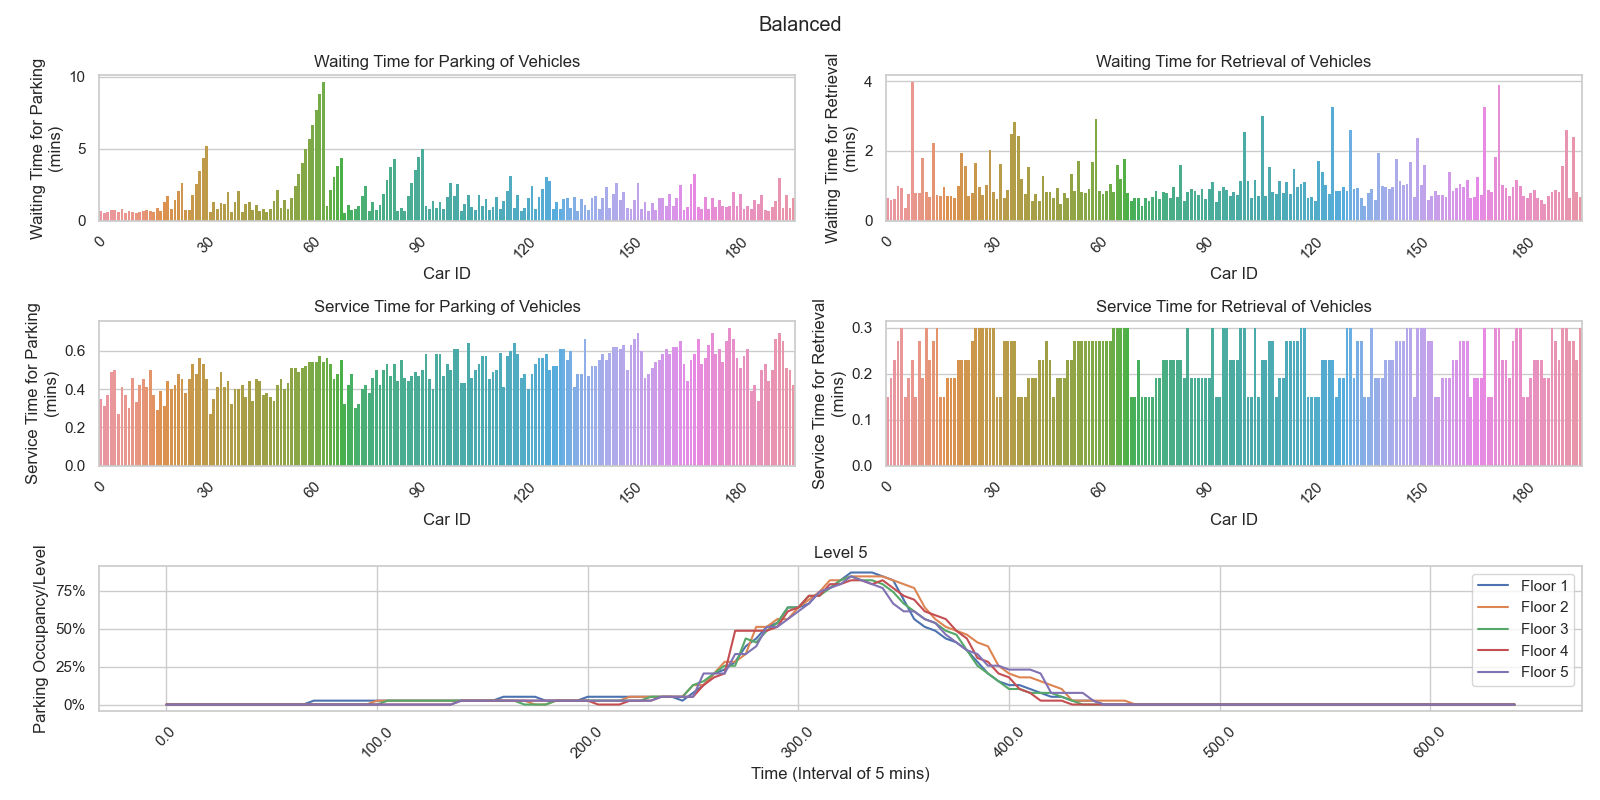 Balanced
Waiting Time for Parking of Vehicles
Waiting Time for Parking
(mins)
10
5
0
0
30
60
90
120
150
180
Car ID
Waiting Time for Retrieval of Vehicles
Waiting Time for Retrieval
(mins)
4
2
0
0
30
60
90
120
150
180
Car ID
Service Time for Parking of Vehicles
Service Time for Parking
(mins)
0.6
0.4
0.2
0.0
0
30
60
90
120
150
180
Car ID
Service Time for Retrieval of Vehicles
Service Time for Retrieval
(mins)
0.3
0.2
0.1
0.0
0
30
60
90
120
150
180
Car ID
Level 5
Parking Occupancy/Level
75%
50%
25%
0%
0.0
100.0
200.0
300.0
400.0
500.0
600.0
Time (Interval of 5 mins)
Floor 1
Floor 2
Floor 3
Floor 4
Floor 5